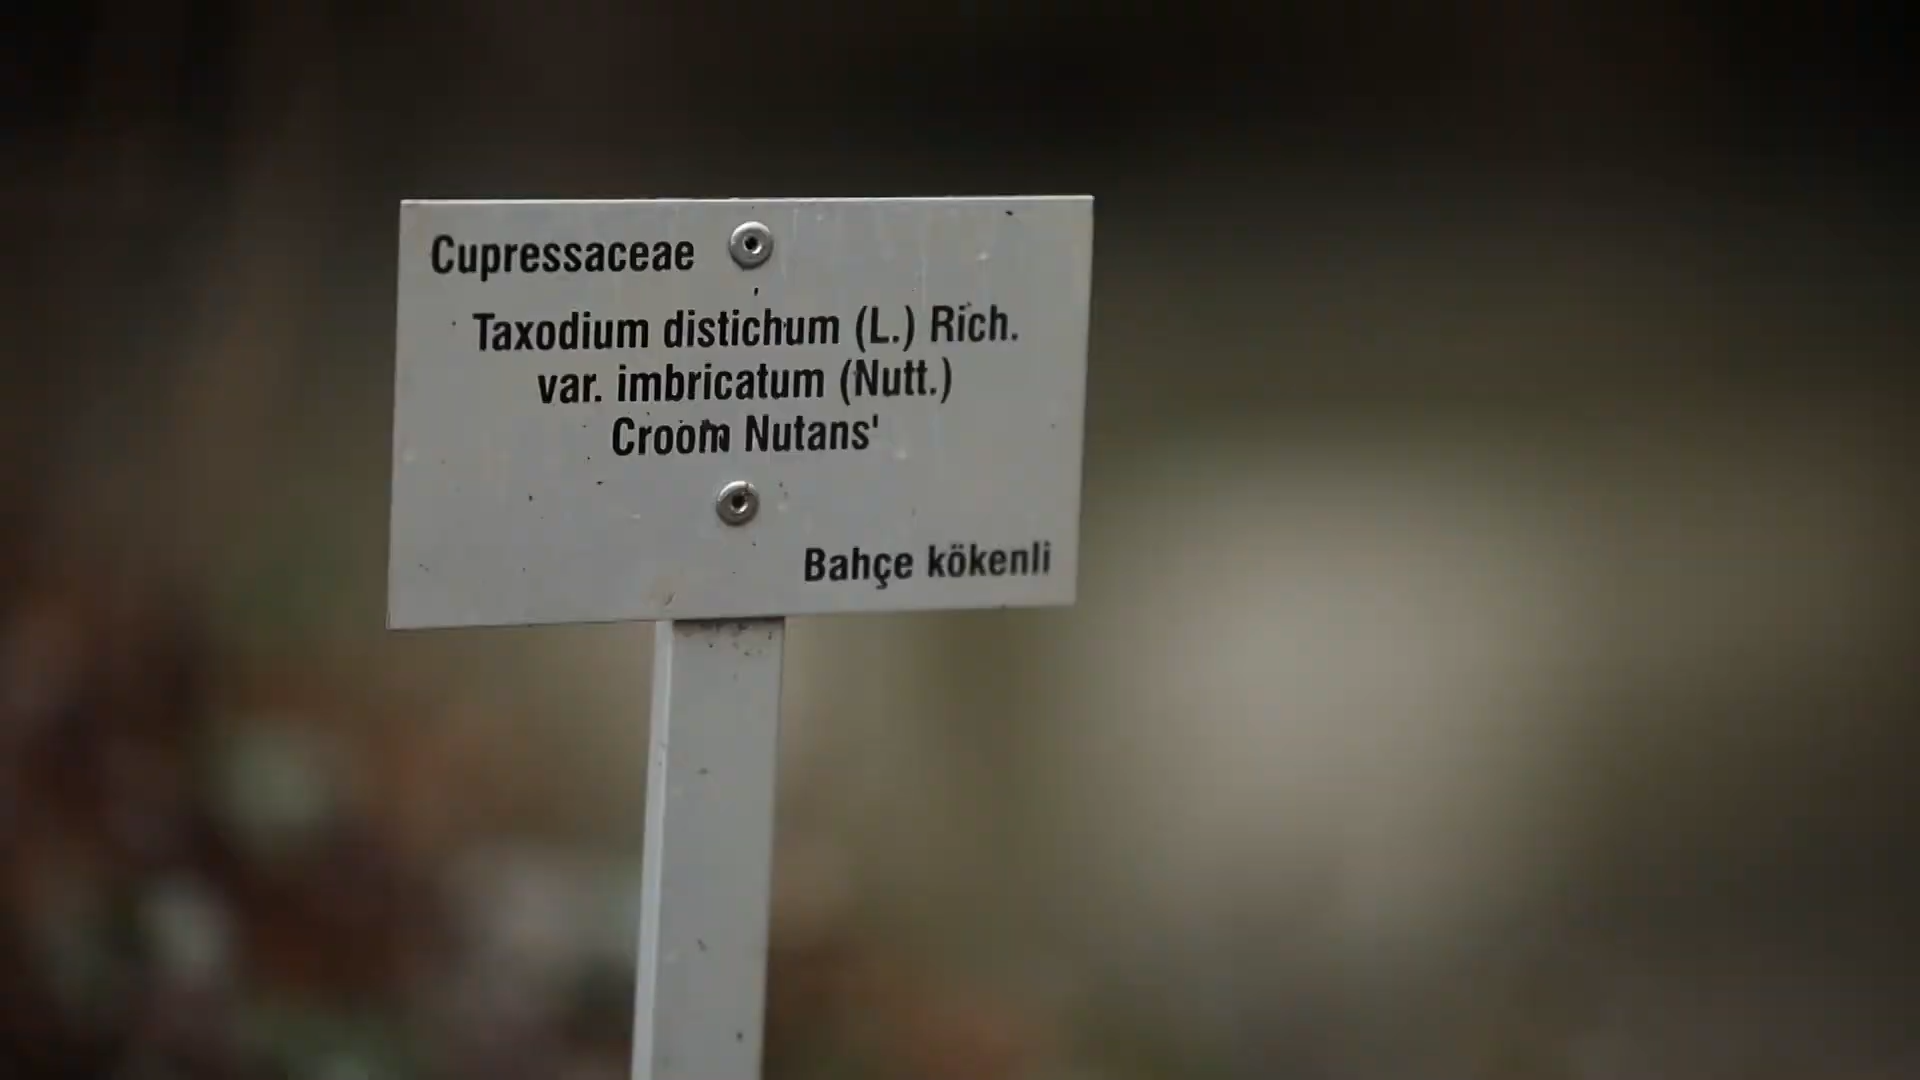 Cupressaceae
Taxodium distichum (L.) Rich.
var. imbricatum (Nutt.)
Croom Nutans'
Bahçe kökenli